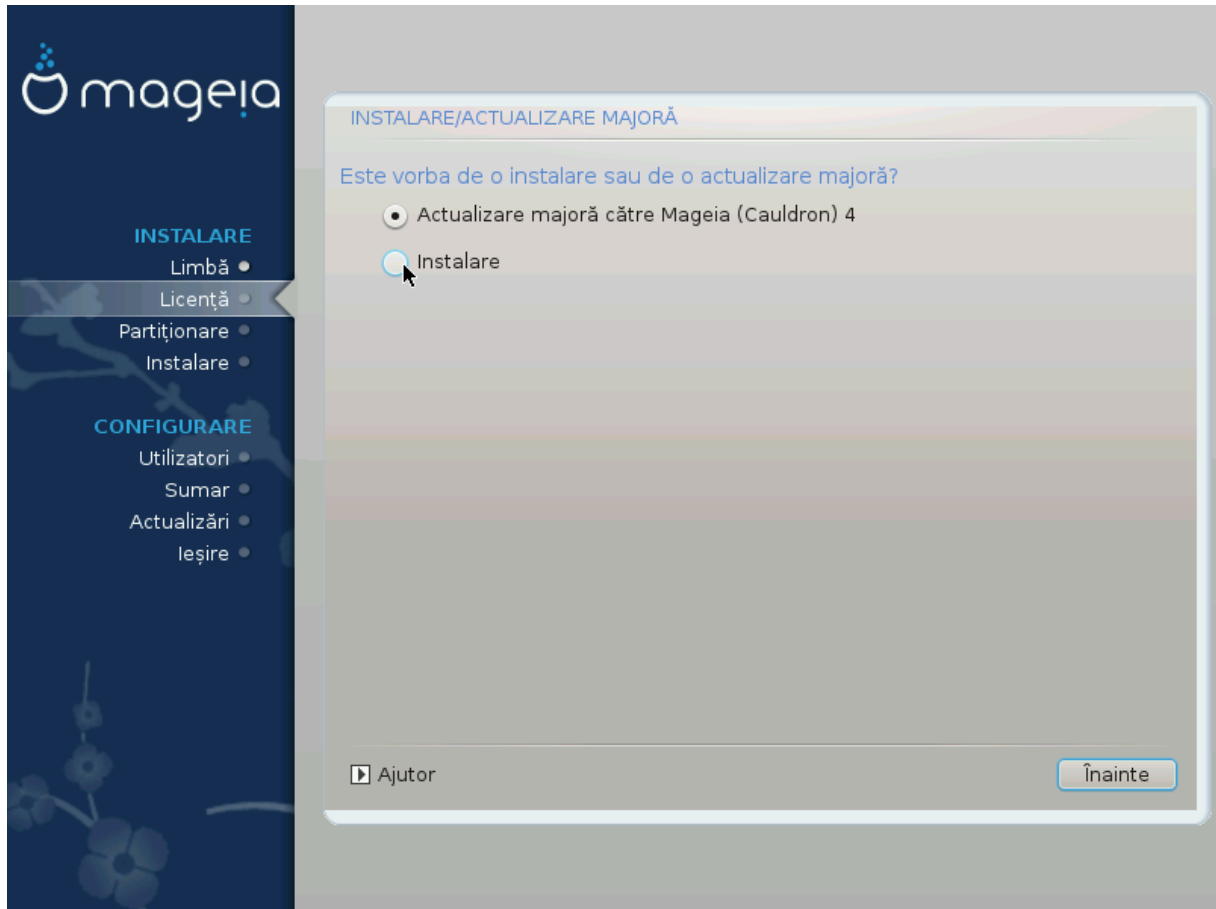 mageia
INSTALARE
Limbă
Licență
Partiționare
Instalare
CONFIGURARE
Utilizatori
Sumar
Actualizări
Ieșire
INSTALARE/ACTUALIZARE MAJORĂ
Este vorba de o instalare sau de o actualizare majoră?
Actualizare majoră către Mageia (Cauldron) 4
Instalare
Ajutor
Înainte